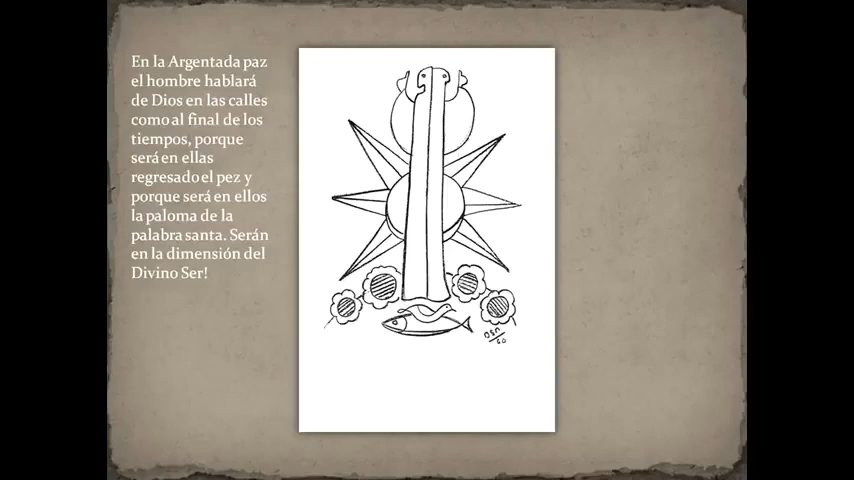 En la Argentada paz
el hombre hablará
de Dios en las calles
como al final de los
tiempos, porque
será en ellas
regresado el pez y
porque será en ellos
la paloma de la
palabra santa. Serán
en la dimensión del
Divino Ser!